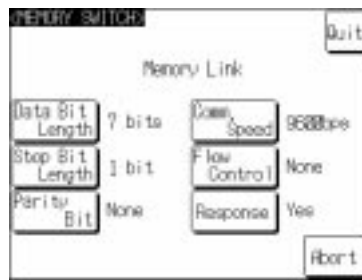 <MEMORY SWITCH>
Quit
Memory Link
Data Bit Length 7 bits
Comm. Speed 9600bps
Stop Bit Length 1 bit
Flow Control None
Parity Bit None
Response Yes
Abort